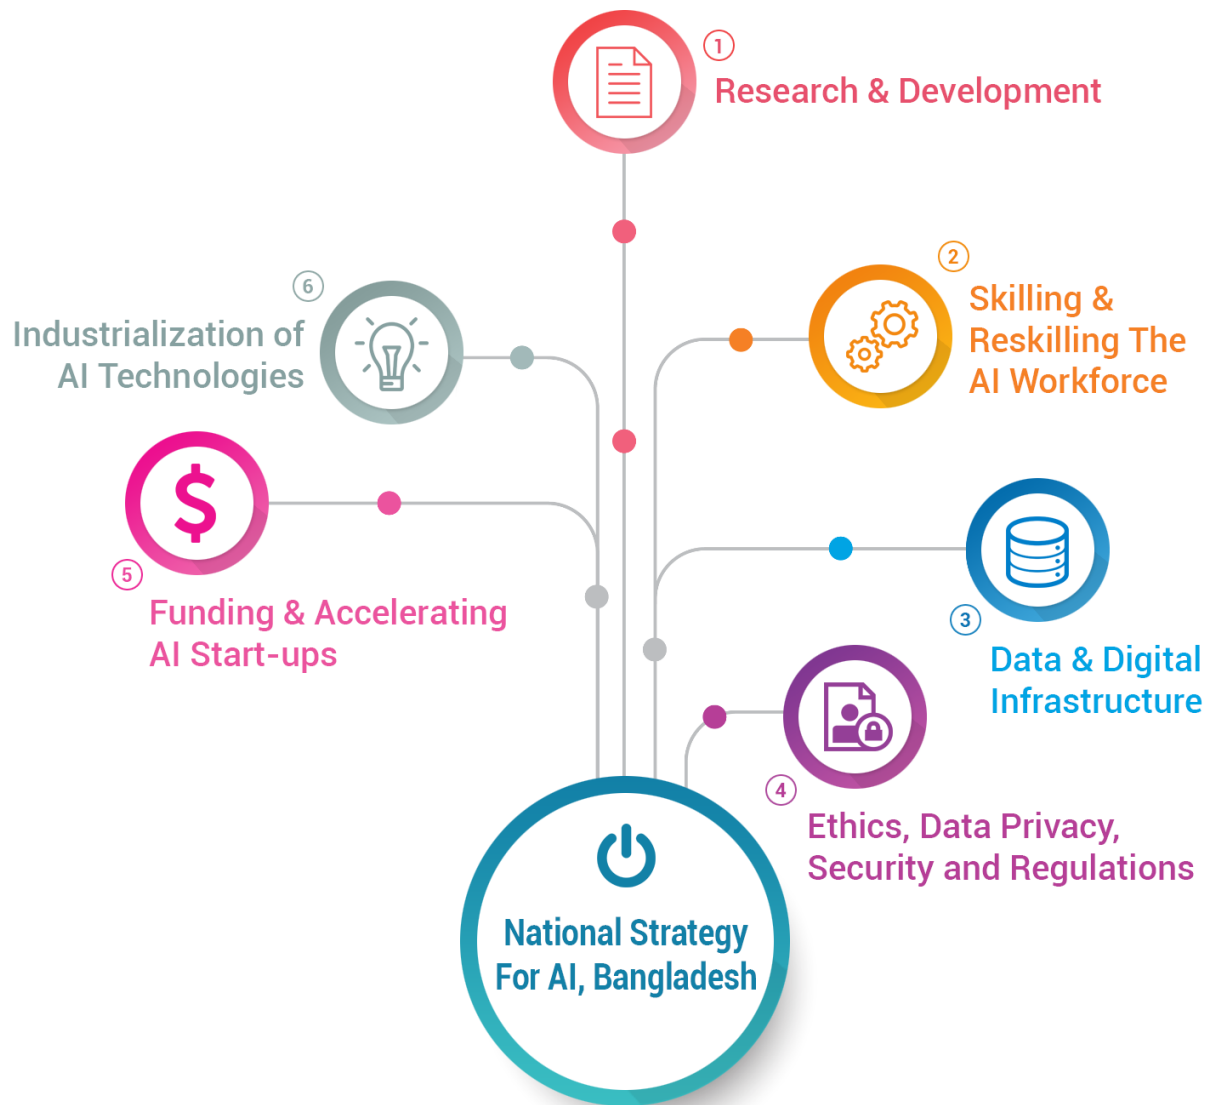 1
Research & Development
2
Skilling &
Reskilling The
AI Workforce
3
Data & Digital
Infrastructure
4
Ethics, Data Privacy,
Security and Regulations
5
Funding & Accelerating
AI Start-ups
6
Industrialization of
AI Technologies
National Strategy
For AI, Bangladesh